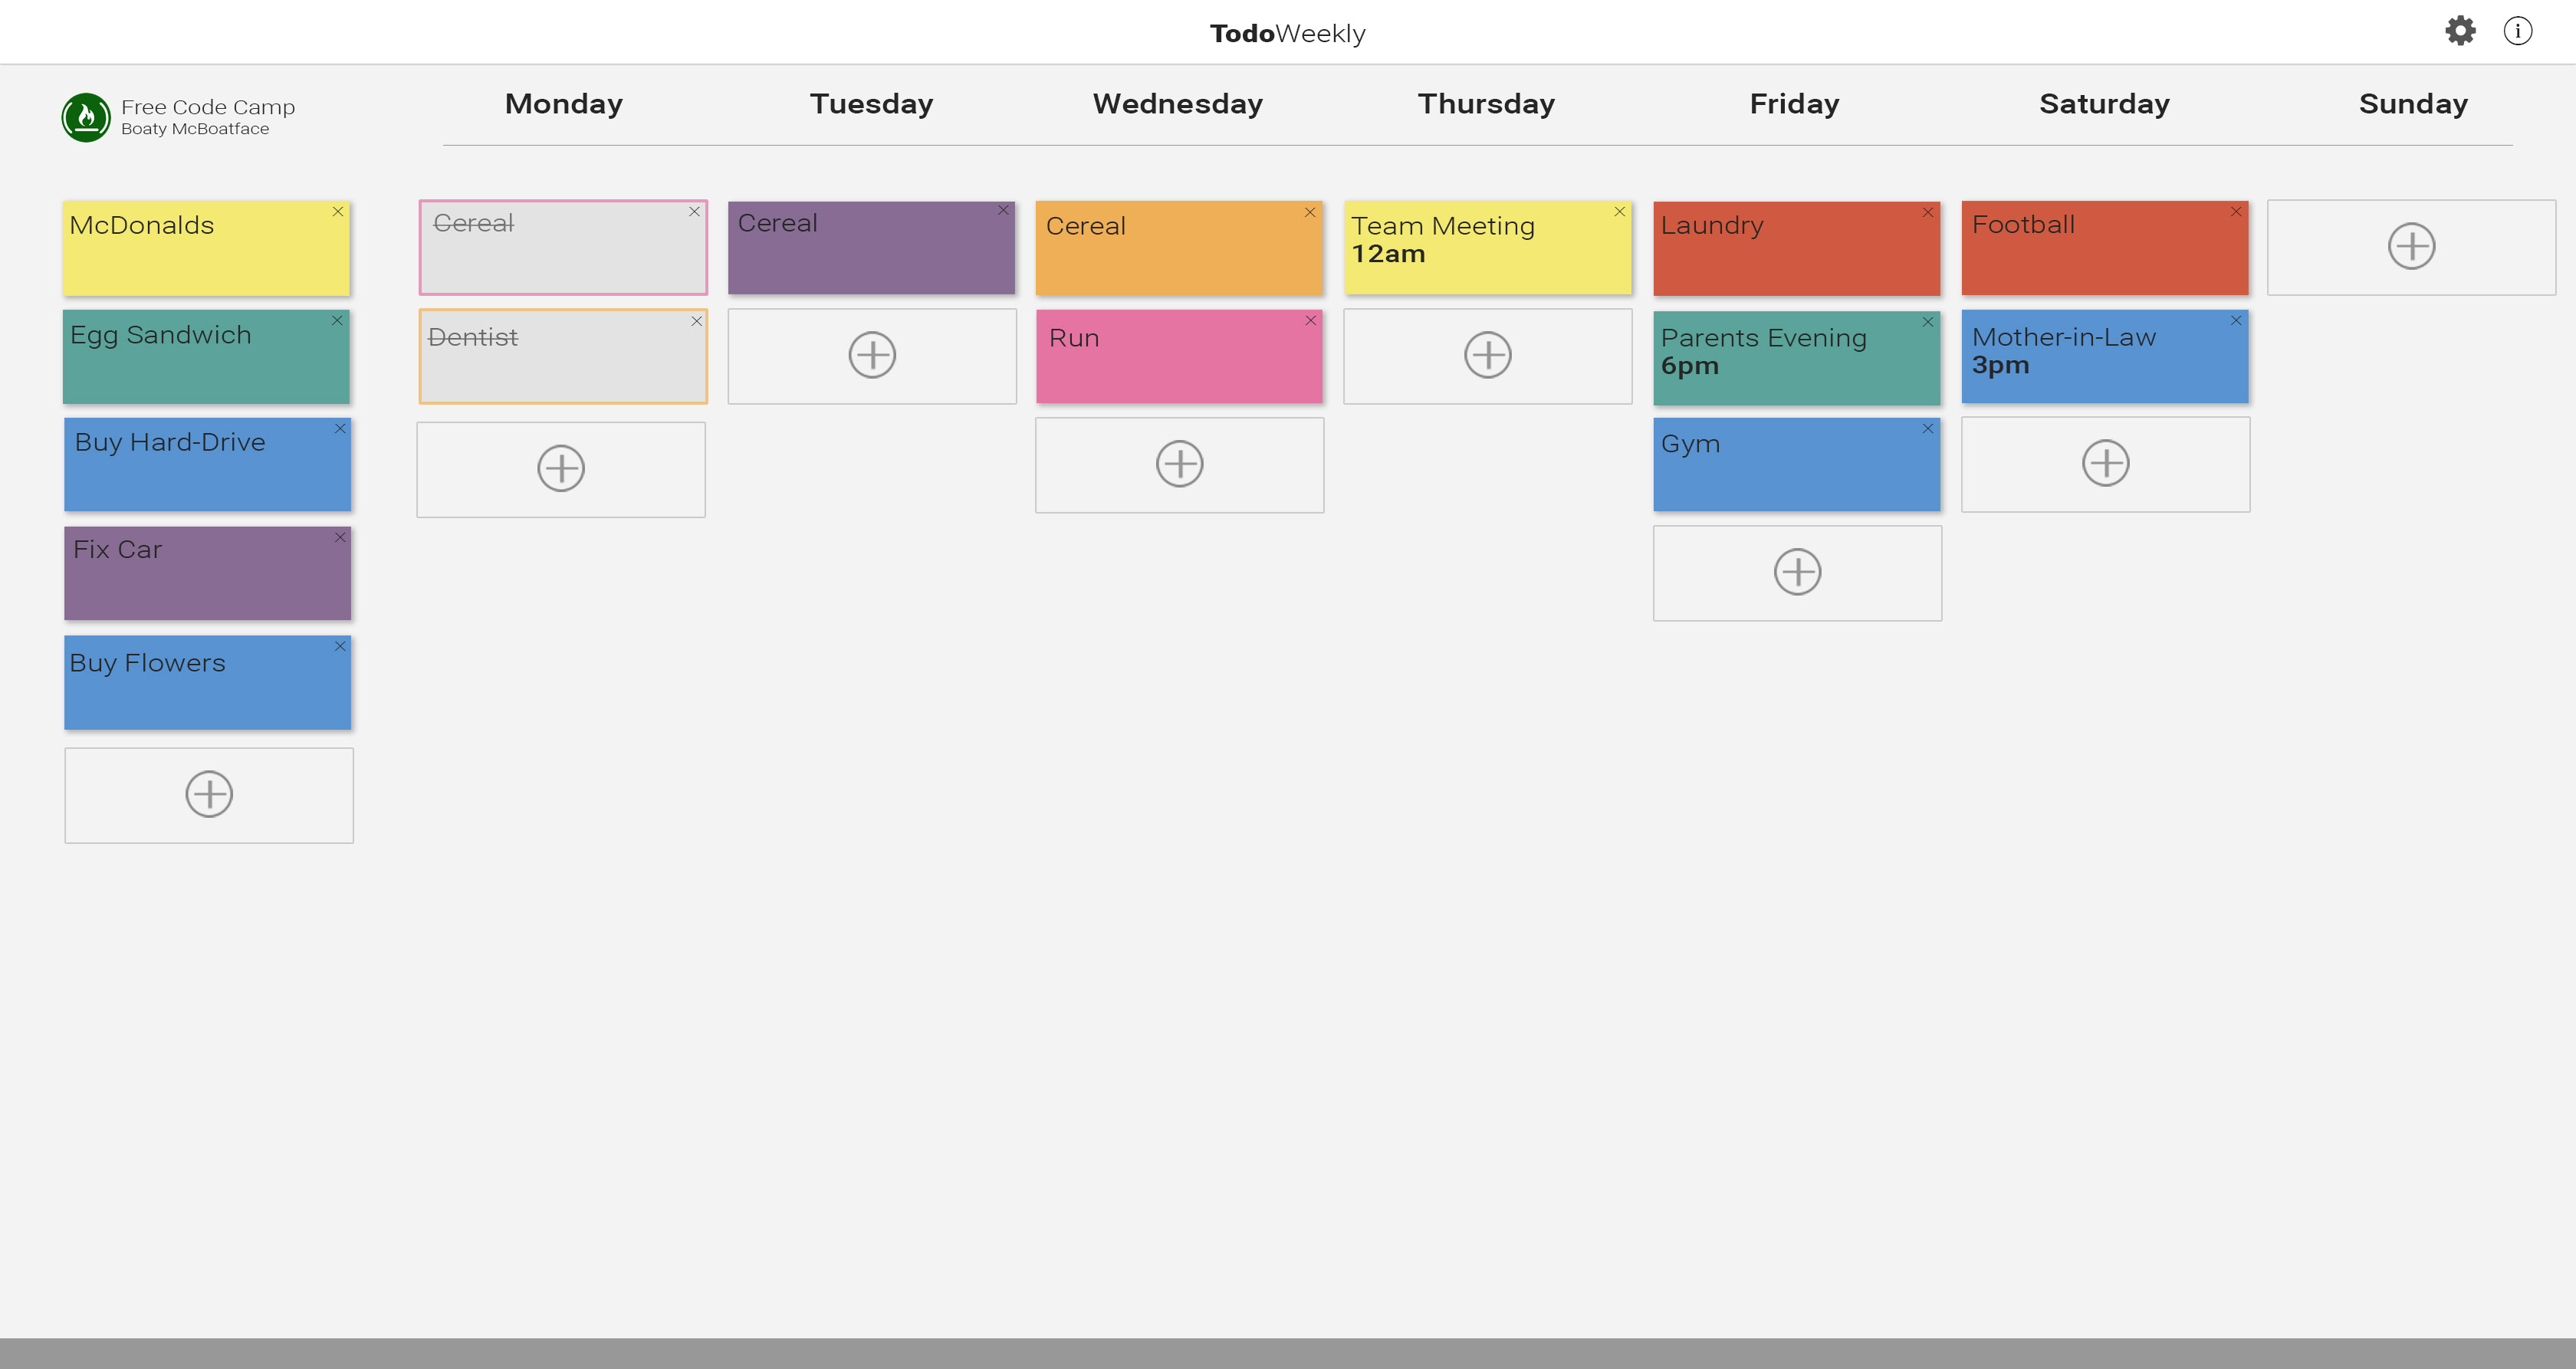 TodoWeekly
Free Code Camp
Boaty McBoatface
Monday
Tuesday
Wednesday
Thursday
Friday
Saturday
Sunday
McDonalds
Egg Sandwich
Buy Hard-Drive
Fix Car
Buy Flowers
Cereal
Dentist
Cereal
Cereal
Run
Team Meeting
12am
Laundry
Parents Evening
6pm
Gym
Football
Mother-in-Law
3pm